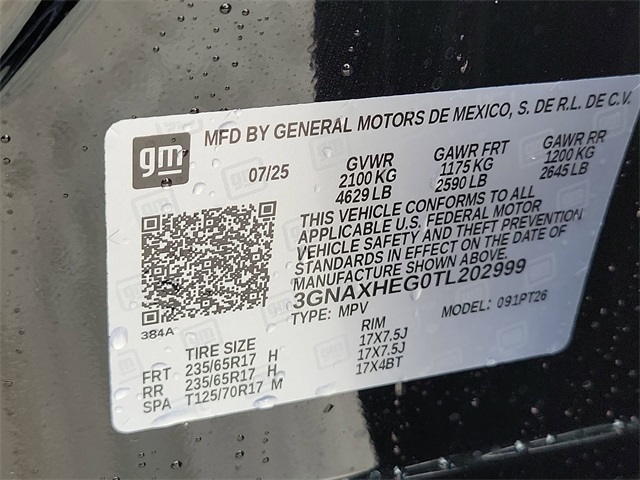 gm
MFD BY GENERAL MOTORS DE MEXICO, S. DE R.L. DE C.V.
07/25
GVWR GAWR FRT GAWR RR
2100 KG 1175 KG 1200 KG
4629 LB 2590 LB 2645 LB
THIS VEHICLE CONFORMS TO ALL
APPLICABLE U.S. FEDERAL MOTOR
VEHICLE SAFETY AND THEFT PREVENTION
STANDARDS IN EFFECT ON THE DATE OF
MANUFACTURE SHOWN ABOVE.
3GNAXHEG0TL202999
TYPE: MPV MODEL: 091PT26
384A
TIRE SIZE RIM
FRT 235/65R17 H 17X7.5J
RR 235/65R17 H 17X7.5J
SPA T125/70R17 M 17X4BT